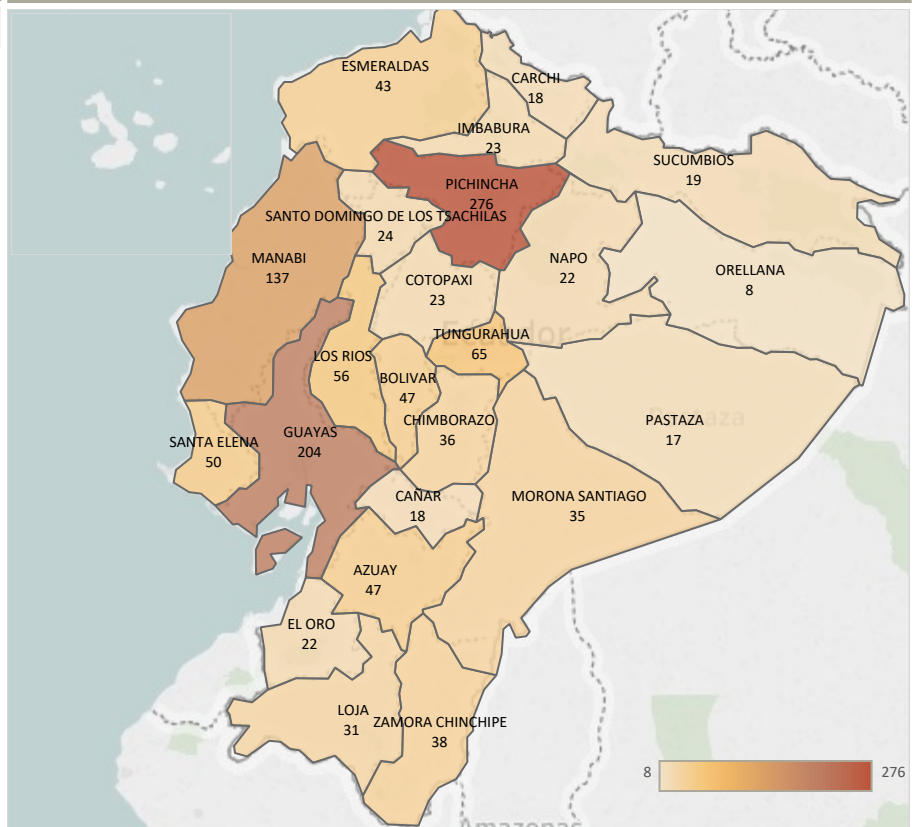 ESMERALDAS
43
CARCHI
18
IMBABURA
23
SUCUMBIOS
19
PICHINCHA
276
SANTO DOMINGO DE LOS TSACHILAS
24
MANABI
137
NAPO
22
ORELLANA
8
COTOPAXI
23
Ecuador
TUNGURAHUA
65
LOS RIOS
56
BOLIVAR
47
CHIMBORAZO
36
PASTAZA
17
SANTA ELENA
50
GUAYAS
204
CAÑAR
18
MORONA SANTIAGO
35
AZUAY
47
EL ORO
22
LOJA
31
ZAMORA CHINCHIPE
38
8
276
Amazonas